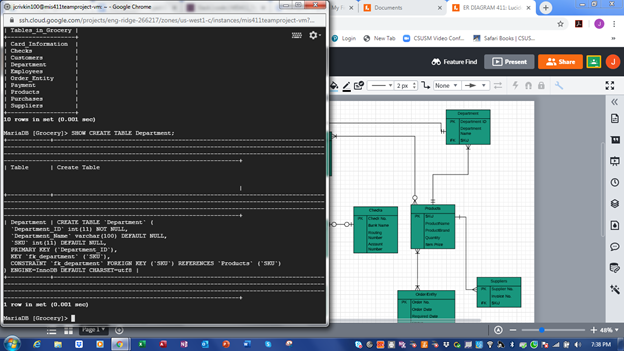 jcrivkin100@mis411teamproject-vm: ~ - Google Chrome
ssh.cloud.google.com/projects/eng-ridge-266217/zones/us-west1-c/instances/mis411teamproject-vm?...
| Tables_in_Grocery |
| Card_Information |
| Checks |
| Customers |
| Department |
| Employees |
| Order_Entity |
| Payment |
| Products |
| Purchases |
| Suppliers |
10 rows in set (0.001 sec)
MariaDB [Grocery]> SHOW CREATE TABLE Department;
| Table | Create Table
|
| Department | CREATE TABLE `Department` (
`Department_ID` int(11) NOT NULL,
`Department_Name` varchar(100) DEFAULT NULL,
`SKU` int(11) DEFAULT NULL,
PRIMARY KEY (`Department_ID`),
KEY `fk_department` (`SKU`),
CONSTRAINT `fk_department` FOREIGN KEY (`SKU`) REFERENCES `Products` (`SKU`)
) ENGINE=InnoDB DEFAULT CHARSET=utf8 |
1 row in set (0.001 sec)
MariaDB [Grocery]>
Documents
ER DIAGRAM 411: Lucid
Login
New Tab
CSUSM Email
Safari Books | CSUSM...
Feature Find
Present
Share
J
2 px
None
Department
PK Department ID
Department Name
FK SKU
Checks
PK Check No.
Bank Name
Routing Number
Account Number
Products
PK SKU
ProductName
ProductBrand
Quantity
Item Price
Suppliers
PK Supplier No.
Invoice No.
FK SKU
Order-Entity
PK Order No.
Order Date
Required Date
Page 1
48%
7:38 PM